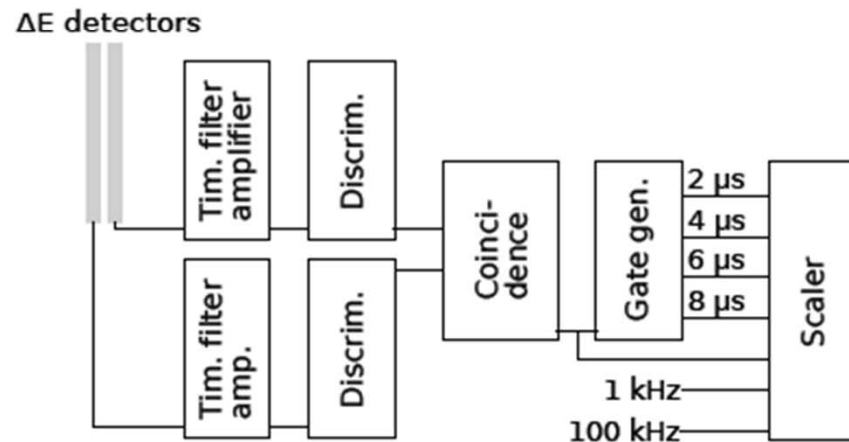 ΔE detectors
Tim. filter
amplifier
Discrim.
Tim. filter
amp.
Discrim.
Coinci-
dence
Gate gen.
2 μs
4 μs
6 μs
8 μs
1 kHz
100 kHz
Scaler